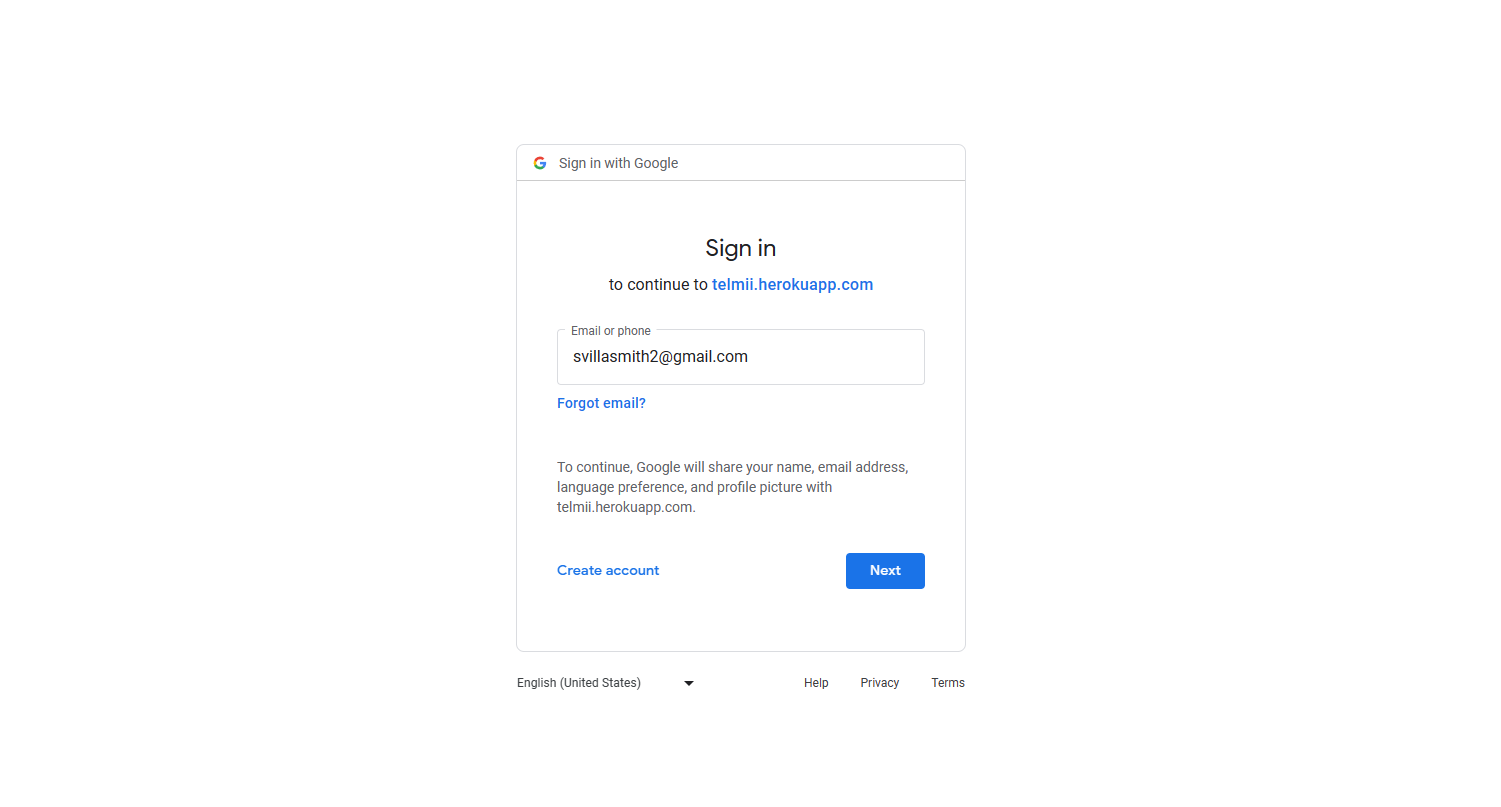 Sign in with Google
Sign in
to continue to telmii.herokuapp.com
Email or phone
svillasmith2@gmail.com
Forgot email?
To continue, Google will share your name, email address,
language preference, and profile picture with
telmii.herokuapp.com.
Create account
Next
English (United States)
Help
Privacy
Terms